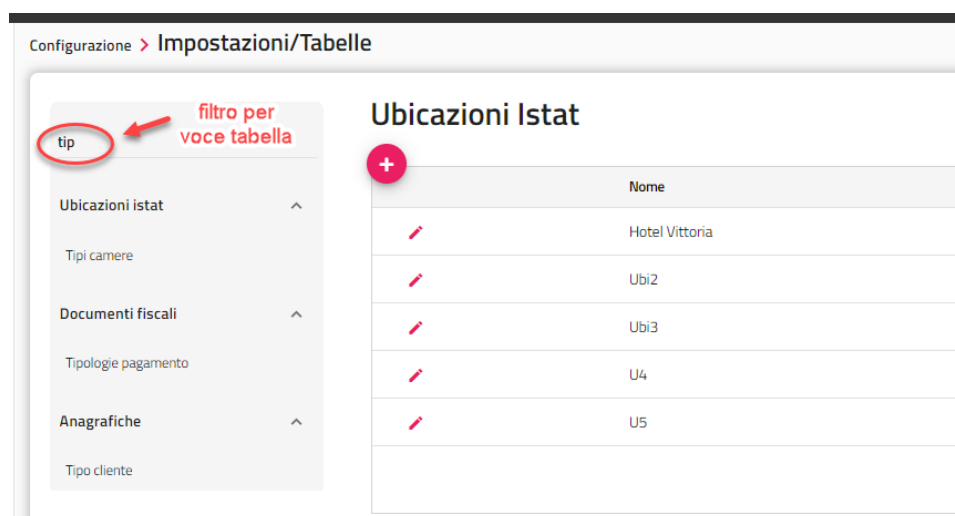 Configurazione > Impostazioni/Tabelle
filtro per
voce tabella
tip
Ubicazioni istat
Tipi camere
Documenti fiscali
Tipologie pagamento
Anagrafiche
Tipo cliente
Ubicazioni Istat
+
Nome
Hotel Vittoria
Ubi2
Ubi3
U4
U5